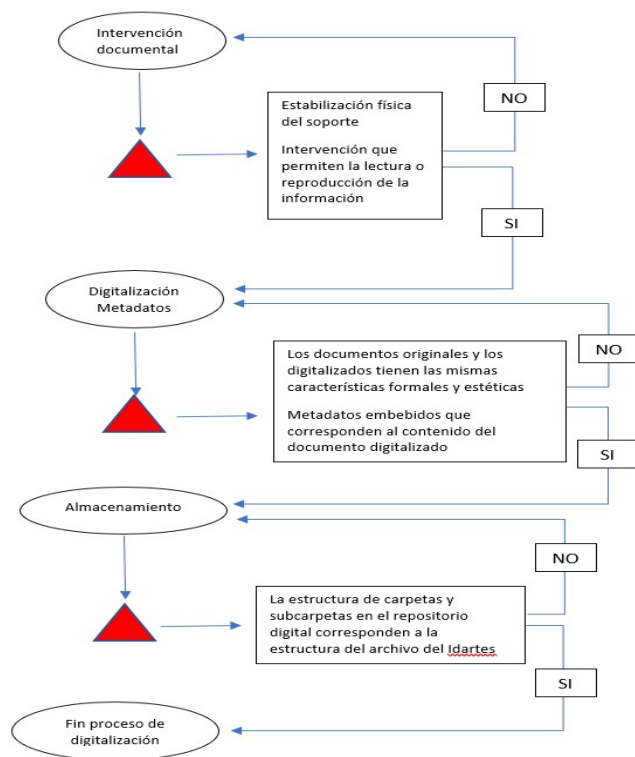 Intervención
documental
NO
Estabilización física
del soporte
Intervención que
permiten la lectura o
reproducción de la
información
SI
Digitalización
Metadatos
NO
Los documentos originales y los
digitalizados tienen las mismas
características formales y estéticas
Metadatos embebidos que
corresponden al contenido del
documento digitalizado
SI
Almacenamiento
NO
La estructura de carpetas y
subcarpetas en el repositorio
digital corresponden a la
estructura del archivo del Idartes
SI
Fin proceso de
digitalización